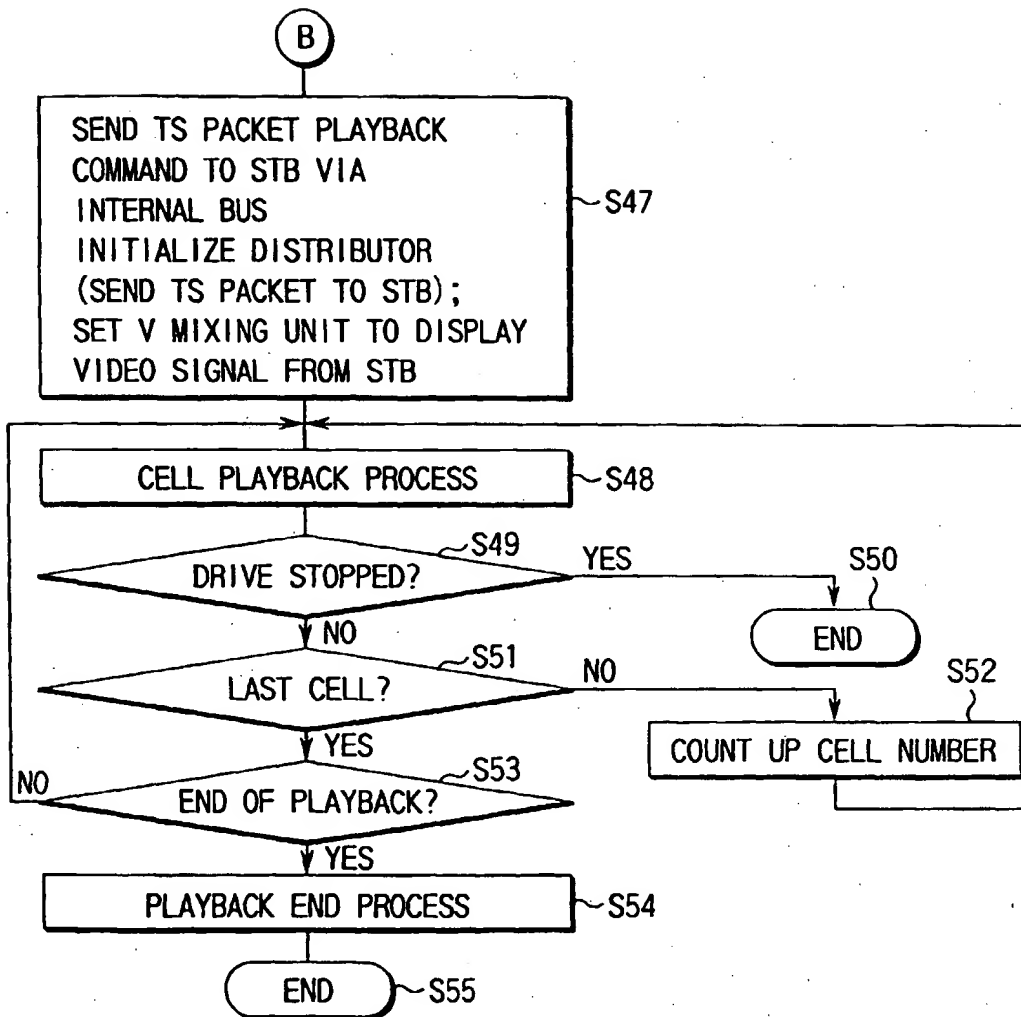 B
SEND TS PACKET PLAYBACK
COMMAND TO STB VIA
INTERNAL BUS
INITIALIZE DISTRIBUTOR
(SEND TS PACKET TO STB);
SET V MIXING UNIT TO DISPLAY
VIDEO SIGNAL FROM STB
S47
CELL PLAYBACK PROCESS
S48
S49
DRIVE STOPPED?
YES
S50
END
NO
S51
LAST CELL?
NO
S52
COUNT UP CELL NUMBER
YES
S53
END OF PLAYBACK?
NO
YES
PLAYBACK END PROCESS
S54
END
S55